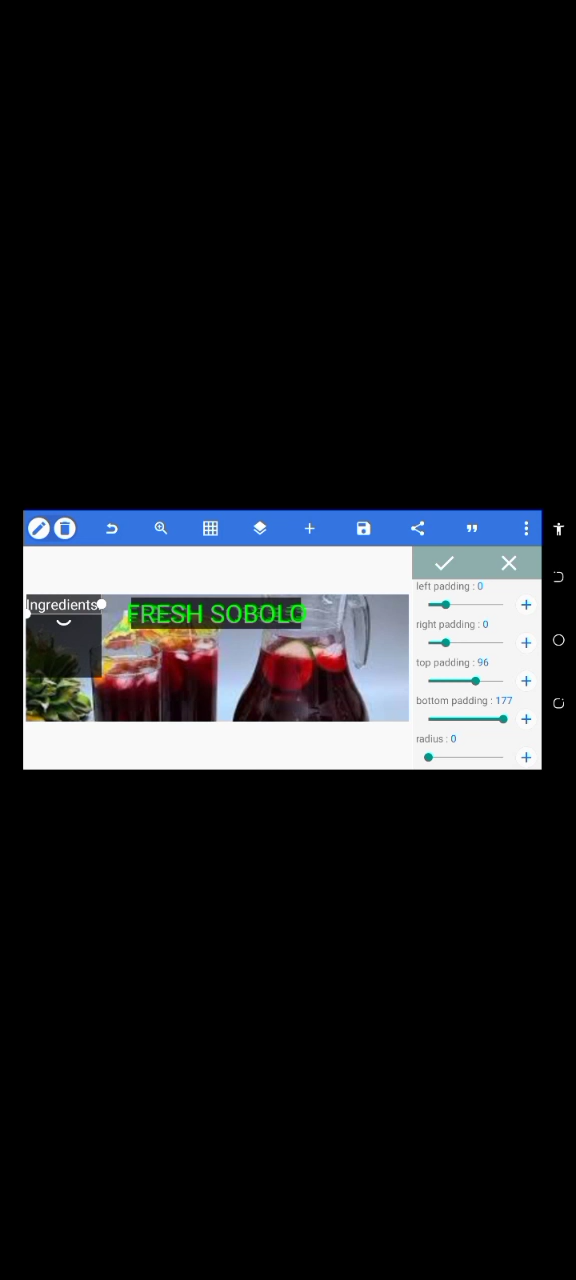 left padding : 0
Ingredients
FRESH SOBOLO
right padding : 0
top padding : 96
bottom padding : 177
radius : 0